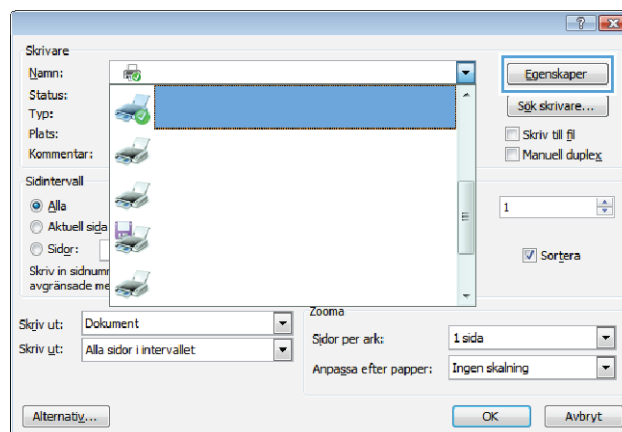 Skrivare
Namn:
Egenskaper
Status:
Sök skrivare...
Typ:
Plats:
Skriv till fil
Kommentar:
Manuell duplex
Sidintervall
Alla
1
Aktuell sida
Sidor:
Sortera
Skriv in
avgränsade
Zooma
Skriv ut: Dokument
Sidor per ark: 1 sida
Skriv ut: Alla sidor i intervallet
Anpassa efter papper: Ingen skalning
Alternativ...
OK
Avbryt